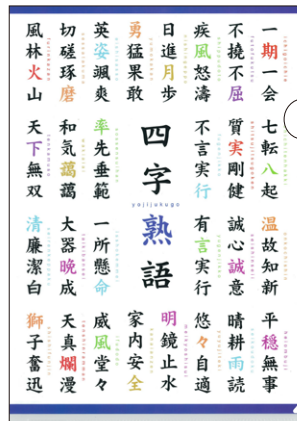 一期一会
七転八起
温故知新
平穏無事
不撓不屈
質実剛健
誠心誠意
晴耕雨読
疾風怒濤
不言実行
有言実行
悠々自適
日進月歩
四字熟語
yojijukugo
明鏡止水
勇猛果敢
家内安全
英姿颯爽
率先垂範
一所懸命
威風堂々
切磋琢磨
和気藹藹
大器晩成
天真爛漫
風林火山
天下無双
清廉潔白
獅子奮迅